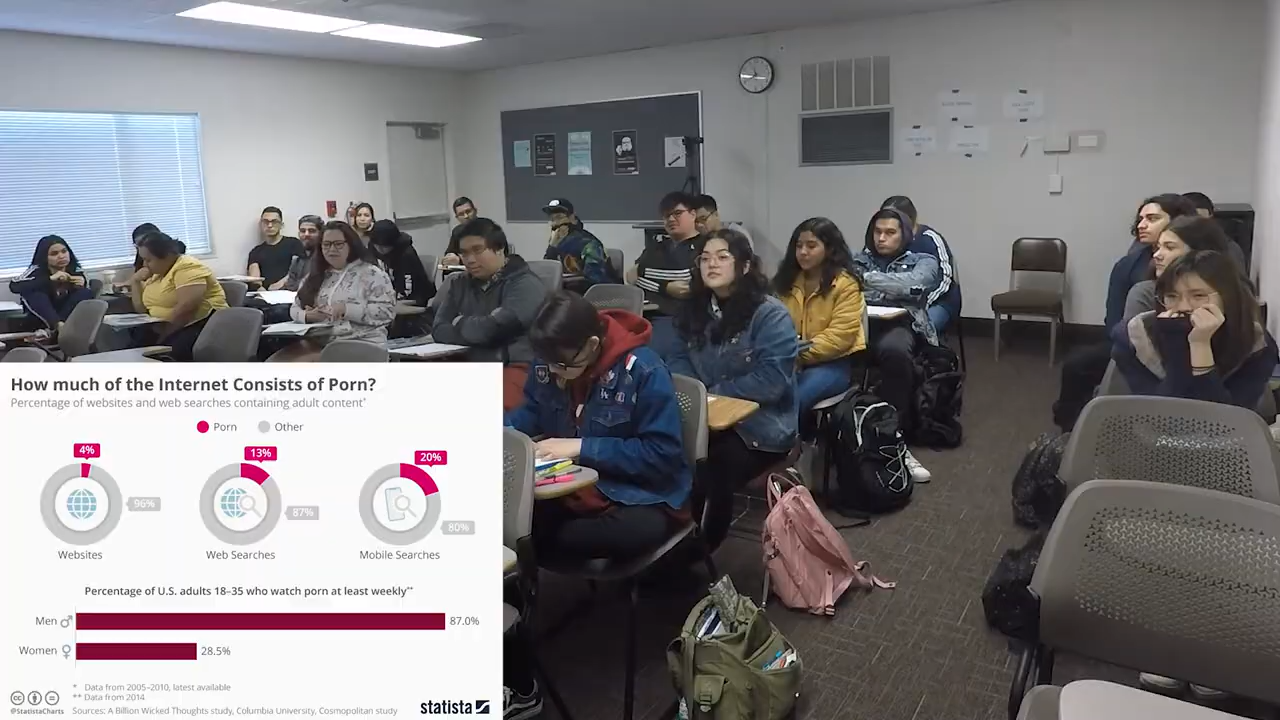 How much of the Internet Consists of Porn?
Percentage of websites and web searches containing adult content*
Porn Other
4% 13% 20%
96% 87% 80%
Websites Web Searches Mobile Searches
Percentage of U.S. adults 18–35 who watch porn at least weekly**
Men 87.0%
Women 28.5%
* Data from 2005–2010, latest available
** Data from 2014
@StatistaCharts Sources: A Billion Wicked Thoughts study, Columbia University, Cosmopolitan study
statista